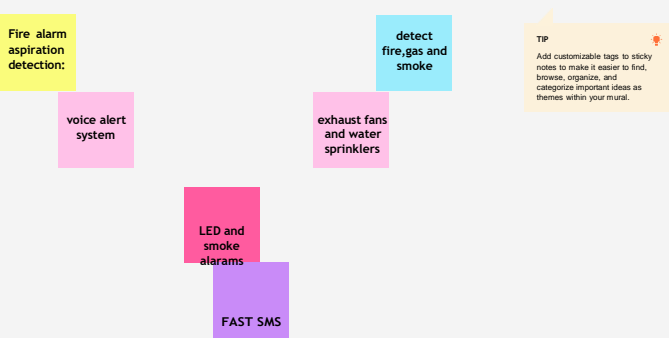 Fire alarm
aspiration
detection:
detect
fire,gas and
smoke
TIP
Add customizable tags to sticky
notes to make it easier to find,
browse, organize, and
categorize important ideas as
themes within your mural.
voice alert
system
exhaust fans
and water
sprinklers
LED and
smoke
alarams
FAST SMS